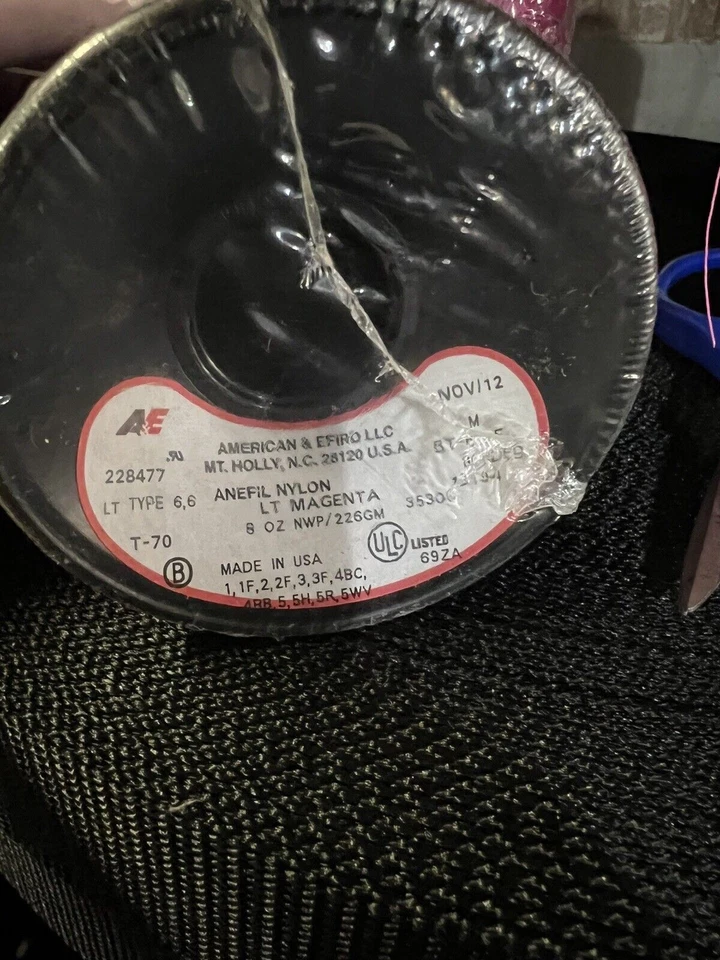 A&E
NOV/12
AMERICAN & EFIRD LLC
MT. HOLLY, N.C. 28120 U.S.A.
M
228477
ANEFIL NYLON
LT TYPE 6,6
LT MAGENTA
8 OZ NWP/226GM
T-70
B
ULC LISTED
69ZA
MADE IN USA
1,1F,2,2F,3,3F,4BC,
4RB,5,5H,5R,5WV